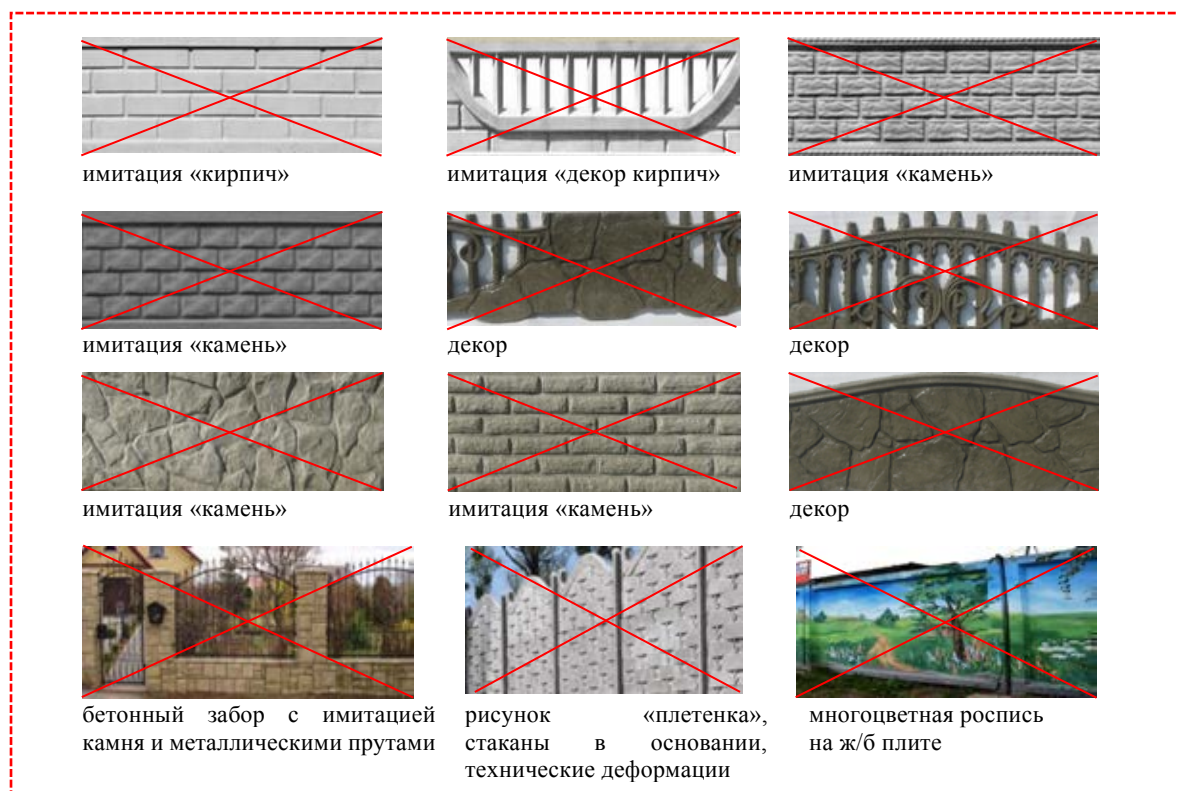 имитация «кирпич»
имитация «декор кирпич»
имитация «камень»
имитация «камень»
декор
декор
имитация «камень»
имитация «камень»
декор
бетонный забор с имитацией
камня и металлическими прутами
рисунок «плетенка»,
стаканы в основании,
технические деформации
многоцветная роспись
на ж/б плите